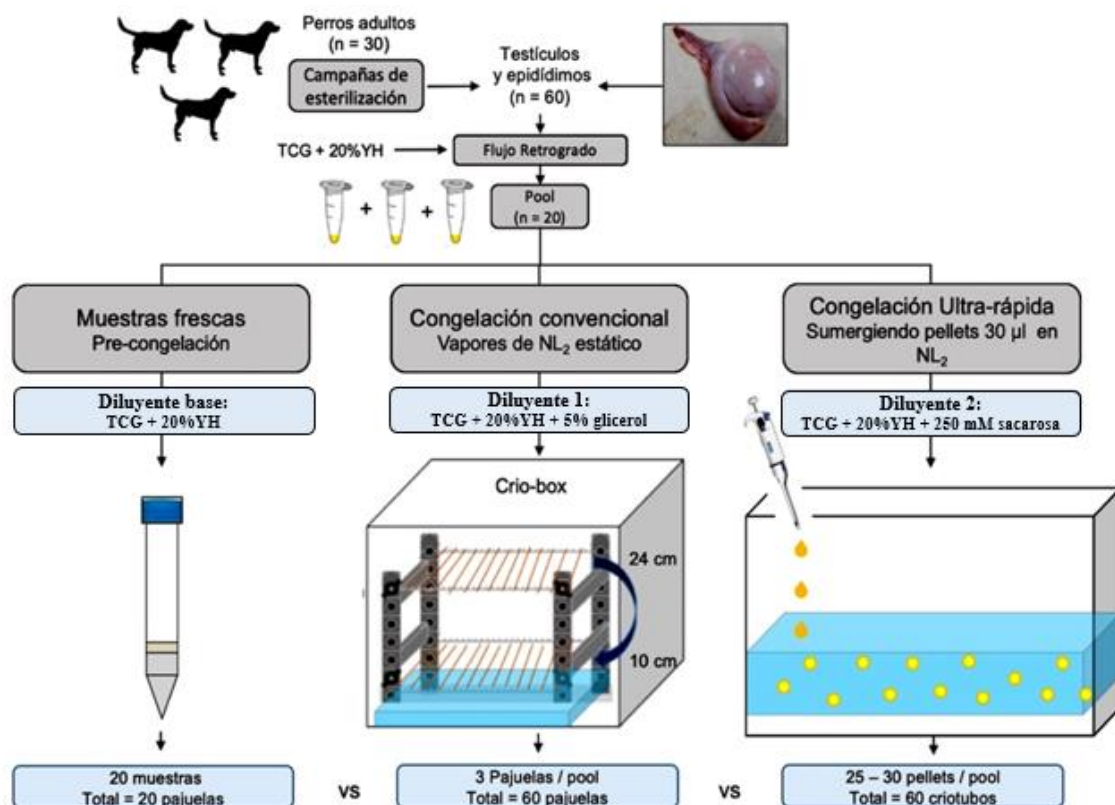 Perros adultos
(n = 30)
Campañas de
esterilización
Testículos
y epidídimos
(n = 60)
TCG + 20%YH
Flujo Retrogrado
+
+
Pool
(n = 20)
Muestras frescas
Pre-congelación
Congelación convencional
Vapores de NL₂ estático
Congelación Ultra-rápida
Sumergiendo pellets 30 µl en
NL₂
Diluyente base:
TCG + 20%YH
Diluyente 1:
TCG + 20%YH + 5% glicerol
Diluyente 2:
TCG + 20%YH + 250 mM sacarosa
Crio-box
24 cm
10 cm
20 muestras
Total = 20 pajuelas
vs
3 Pajuelas / pool
Total = 60 pajuelas
vs
25 – 30 pellets / pool
Total = 60 criotubos